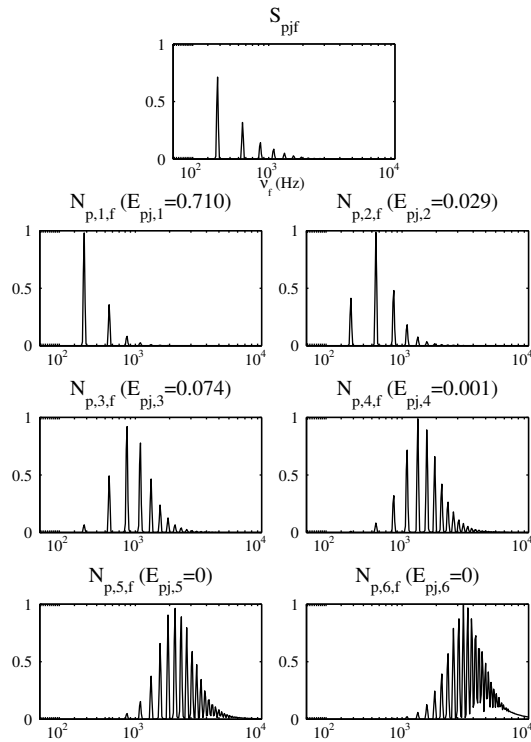 S_pjf
1
0.5
0
10^2 10^3 10^4
ν_f (Hz)
N_p,1,f (E_pj,1=0.710) N_p,2,f (E_pj,2=0.029)
1 1
0.5 0.5
0 0
10^2 10^3 10^4 10^2 10^3 10^4
N_p,3,f (E_pj,3=0.074) N_p,4,f (E_pj,4=0.001)
1 1
0.5 0.5
0 0
10^2 10^3 10^4 10^2 10^3 10^4
N_p,5,f (E_pj,5=0) N_p,6,f (E_pj,6=0)
1 1
0.5 0.5
0 0
10^2 10^3 10^4 10^2 10^3 10^4